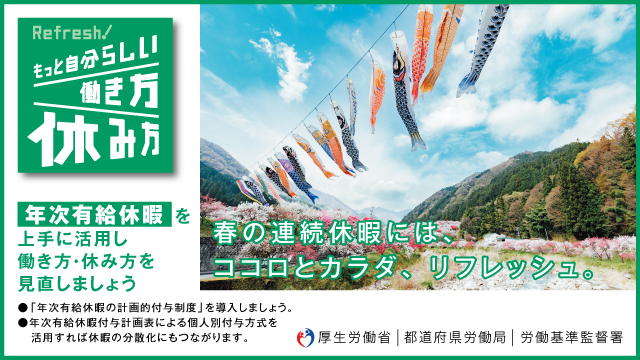 Refresh!
もっと自分らしい
働き方
休み方
年次有給休暇を
上手に活用し
働き方・休み方を
見直しましょう
春の連続休暇には、
ココロとカラダ、リフレッシュ。
●「年次有給休暇の計画的付与制度」を導入しましょう。
●年次有給休暇付与計画表による個人別付与方式を
活用すれば休暇の分散化にもつながります。
厚生労働省|都道府県労働局|労働基準監督署